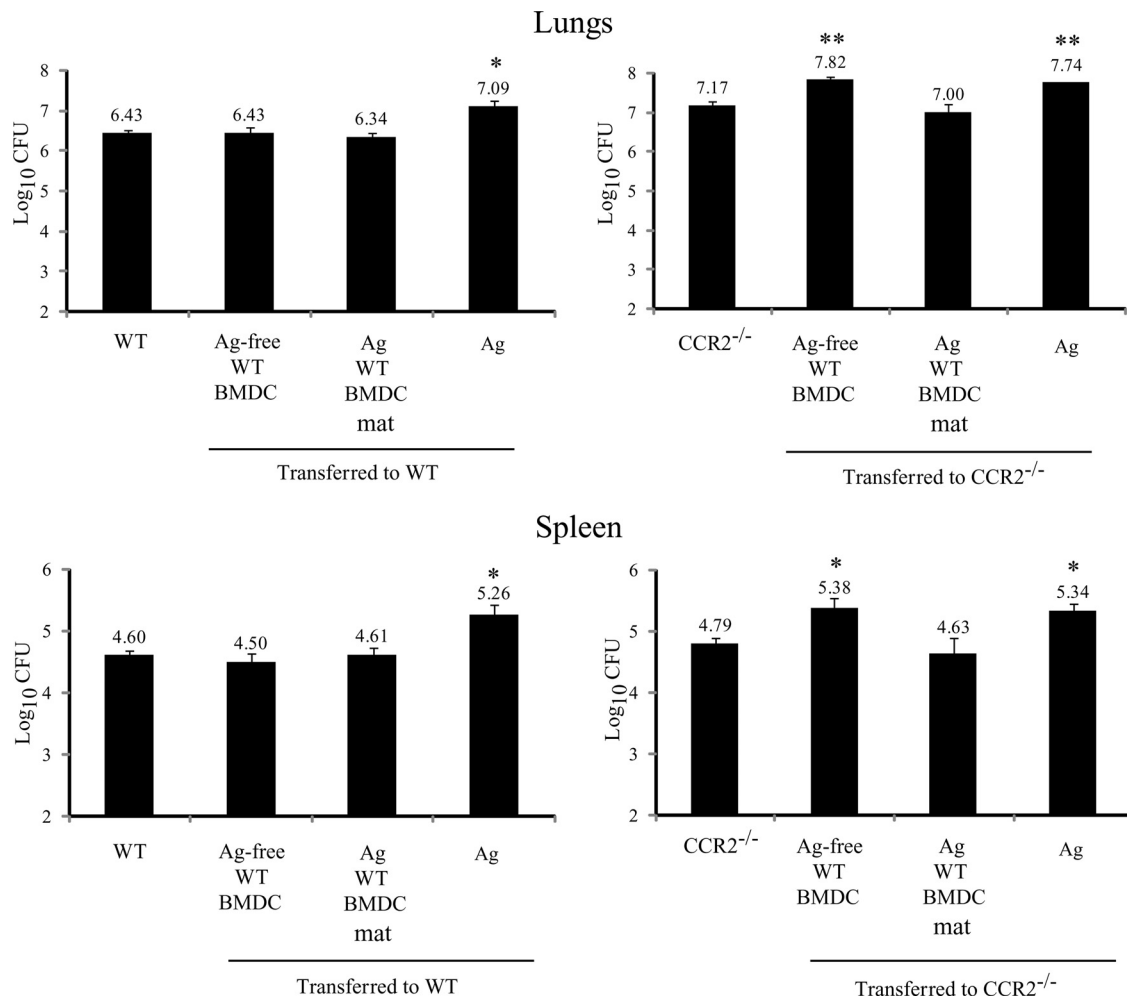 Lungs
Log10 CFU
8
7
6
5
4
3
2
6.43
6.43
6.34
*
7.09
WT
Ag-free
WT
BMDC
Ag
WT
BMDC
mat
Ag
Transferred to WT
Log10 CFU
8
7
6
5
4
3
2
7.17
**
7.82
7.00
**
7.74
CCR2-/-
Ag-free
WT
BMDC
Ag
WT
BMDC
mat
Ag
Transferred to CCR2-/-
Spleen
Log10 CFU
6
5
4
3
2
4.60
4.50
4.61
*
5.26
WT
Ag-free
WT
BMDC
Ag
WT
BMDC
mat
Ag
Transferred to WT
Log10 CFU
6
5
4
3
2
4.79
*
5.38
4.63
*
5.34
CCR2-/-
Ag-free
WT
BMDC
Ag
WT
BMDC
mat
Ag
Transferred to CCR2-/-